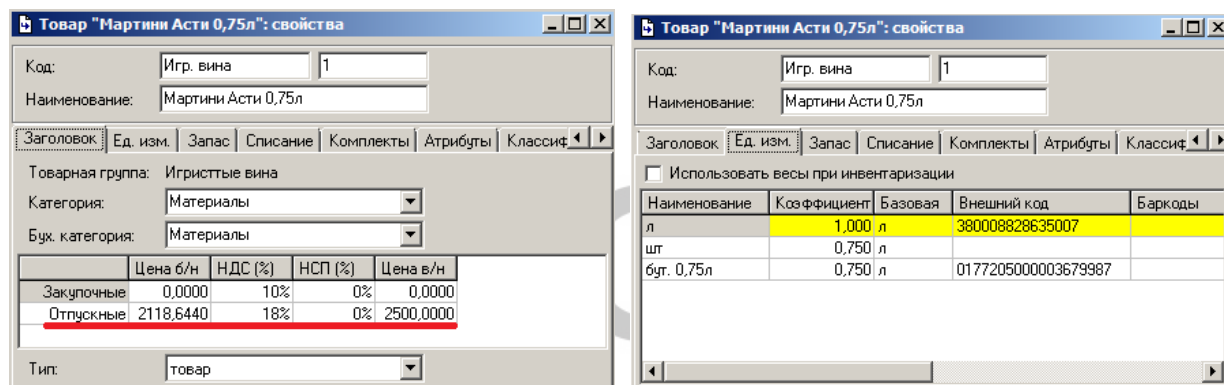 Товар "Мартини Асти 0,75л": свойства
Код: Игр. вина 1
Наименование: Мартини Асти 0,75л
Заголовок Ед. изм. Запас Списание Комплекты Атрибуты Классиф
Товарная группа: Игристтые вина
Категория: Материалы
Бух. категория: Материалы
Цена б/н НДС (%) НСП (%) Цена в/н
Закупочные 0,0000 10% 0% 0,0000
Отпускные 2118,6440 18% 0% 2500,0000
Тип: товар
Товар "Мартини Асти 0,75л": свойства
Код: Игр. вина 1
Наименование: Мартини Асти 0,75л
Заголовок Ед. изм. Запас Списание Комплекты Атрибуты Классиф
Использовать весы при инвентаризации
Наименование Коэффициент Базовая Внешний код Баркоды
л 1,000 л 380008828635007
шт 0,750 л
бут. 0,75л 0,750 л 0177205000003679987